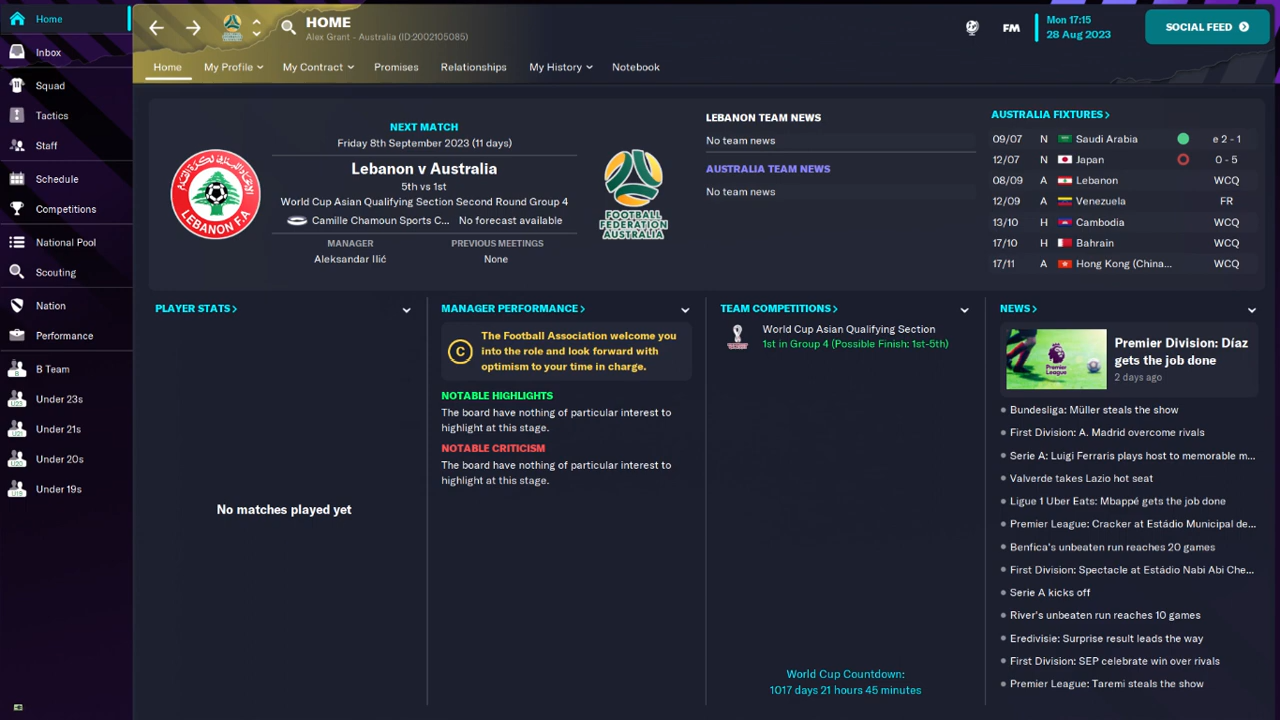 Home
Inbox
Squad
Tactics
Staff
Schedule
Competitions
National Pool
Scouting
Nation
Performance
B Team
Under 23s
Under 21s
Under 20s
Under 19s
HOME
Alex Grant - Australia (ID:2002105085)
FM
Mon 17:15
28 Aug 2023
SOCIAL FEED
Home
My Profile
My Contract
Promises
Relationships
My History
Notebook
NEXT MATCH
Friday 8th September 2023 (11 days)
Lebanon v Australia
5th vs 1st
World Cup Asian Qualifying Section Second Round Group 4
Camille Chamoun Sports C... No forecast available
MANAGER
Aleksandar Ilić
PREVIOUS MEETINGS
None
LEBANON F.A
FOOTBALL
FEDERATION
AUSTRALIA
LEBANON TEAM NEWS
No team news
AUSTRALIA TEAM NEWS
No team news
AUSTRALIA FIXTURES
09/07 N Saudi Arabia e 2 - 1
12/07 N Japan 0 - 5
08/09 A Lebanon WCQ
12/09 A Venezuela FR
13/10 H Cambodia WCQ
17/10 H Bahrain WCQ
17/11 A Hong Kong (China... WCQ
PLAYER STATS
No matches played yet
MANAGER PERFORMANCE
C
The Football Association welcome you
into the role and look forward with
optimism to your time in charge.
NOTABLE HIGHLIGHTS
The board have nothing of particular interest to
highlight at this stage.
NOTABLE CRITICISM
The board have nothing of particular interest to
highlight at this stage.
TEAM COMPETITIONS
World Cup Asian Qualifying Section
1st in Group 4 (Possible Finish: 1st-5th)
World Cup Countdown:
1017 days 21 hours 45 minutes
NEWS
Premier
League
Premier Division: Díaz
gets the job done
2 days ago
Bundesliga: Müller steals the show
First Division: A. Madrid overcome rivals
Serie A: Luigi Ferraris plays host to memorable m...
Valverde takes Lazio hot seat
Ligue 1 Uber Eats: Mbappé gets the job done
Premier League: Cracker at Estádio Municipal de...
Benfica's unbeaten run reaches 20 games
First Division: Spectacle at Estádio Nabi Abi Che...
Serie A kicks off
River's unbeaten run reaches 10 games
Eredivisie: Surprise result leads the way
First Division: SEP celebrate win over rivals
Premier League: Taremi steals the show